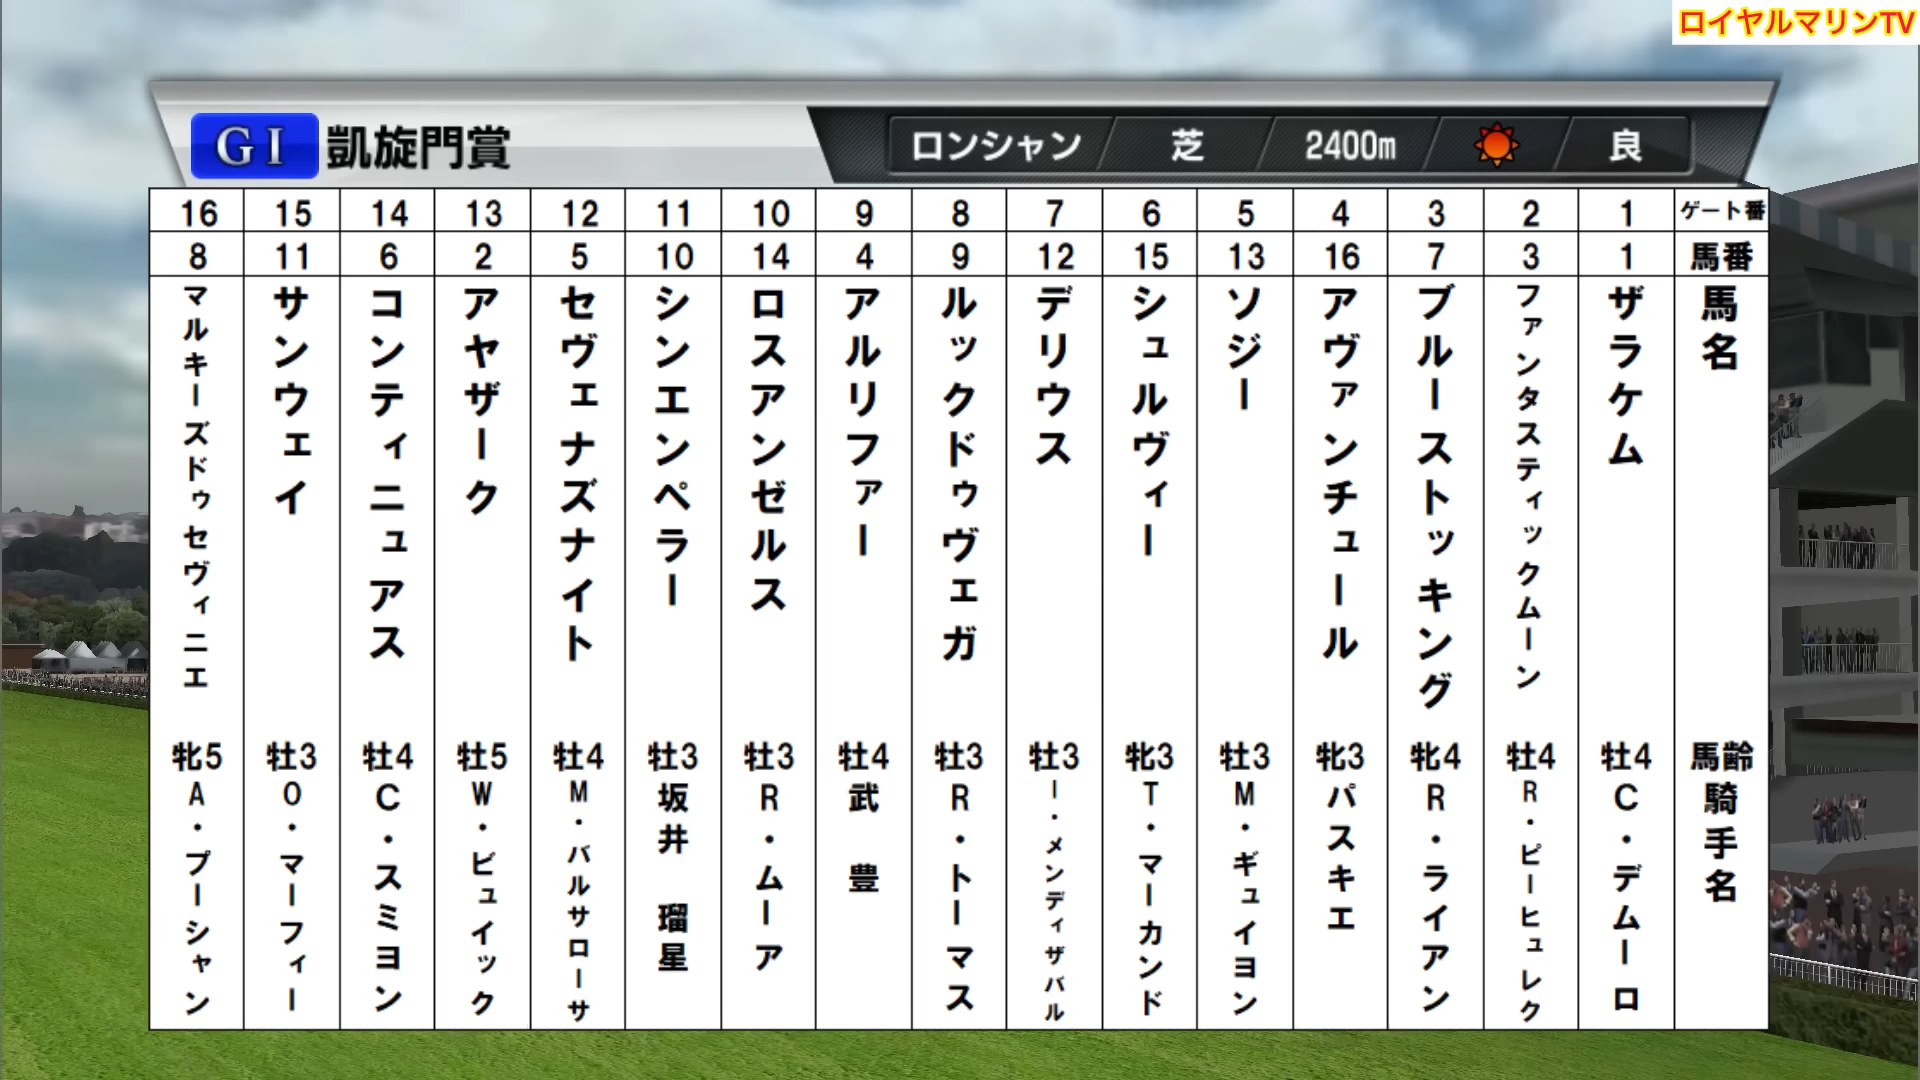 ロイヤルマリンTV
GI 凱旋門賞
ロンシャン 芝 2400m 良
ゲート番 馬番 馬名 馬齢 騎手名
1 1 ザラケム 牡4 C・デムーロ
2 3 ファンタスティックムーン 牡4 R・ピーヒュレク
3 7 ブルーストッキング 牝4 R・ライアン
4 16 アヴァンチュール 牝3 パスキエ
5 13 ソジー 牡3 M・ギュイヨン
6 15 シュルヴィー 牝3 T・マーカンド
7 12 デリウス 牡3 I・メンディザバル
8 9 ルックドゥヴェガ 牡3 R・トーマス
9 4 アルリファー 牡4 武 豊
10 14 ロスアンゼルス 牡3 R・ムーア
11 10 シンエンペラー 牡3 坂井 瑠星
12 5 セヴェナズナイト 牡4 M・バルサローサ
13 2 アヤザーク 牡5 W・ビュイック
14 6 コンティニュアス 牡4 C・スミヨン
15 11 サンウェイ 牡3 O・マーフィー
16 8 マルキーズドゥセヴィニエ 牝5 A・プーシャン